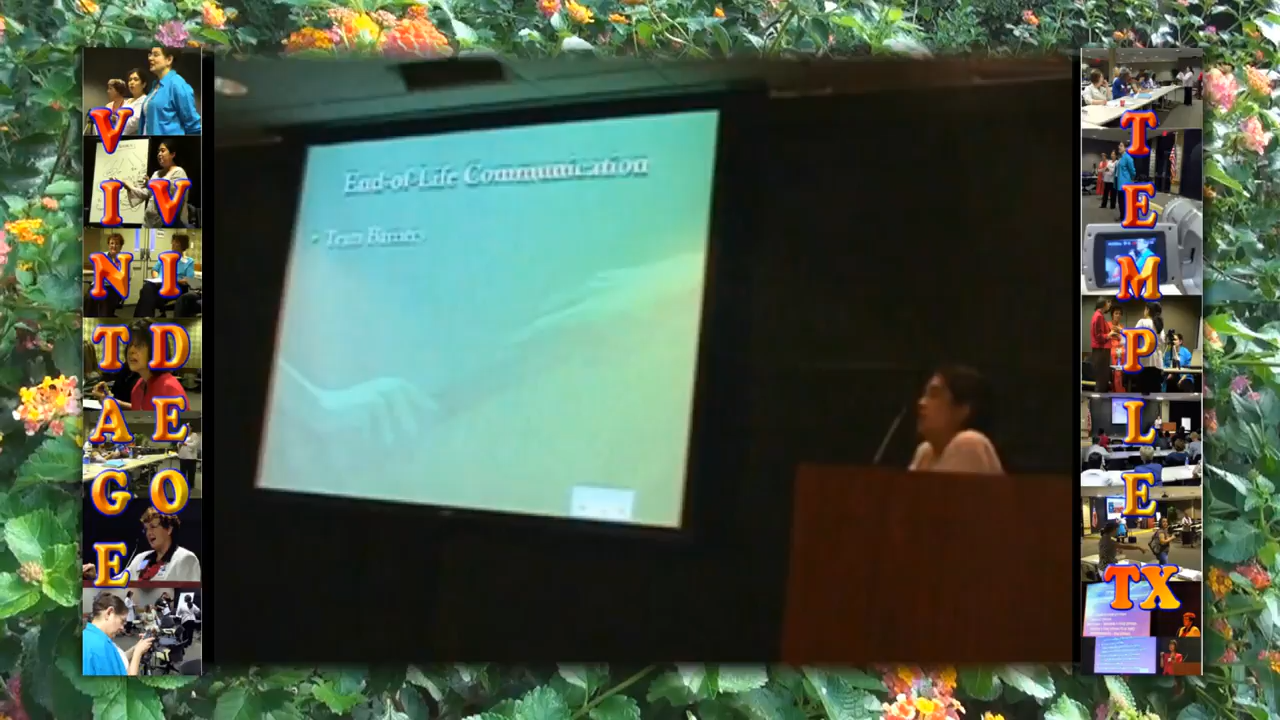 VINTAGE
VIDEO
End-of-Life Communication
Team Barriers
TEMPLE
TX